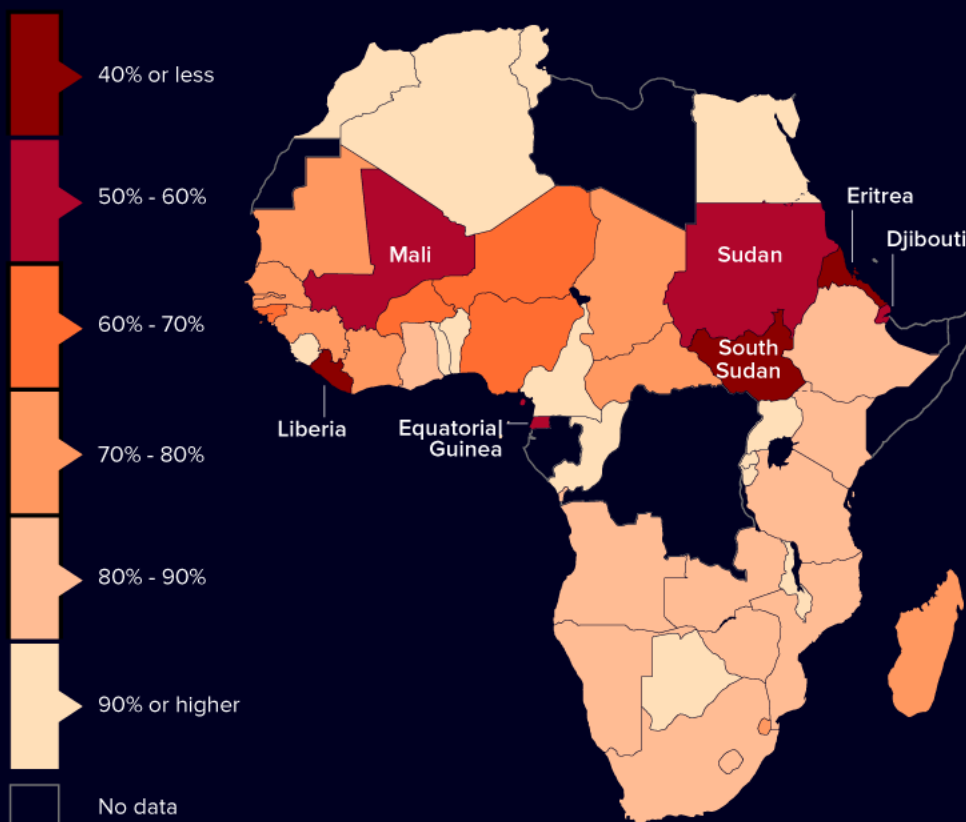 40% or less
50% - 60%
60% - 70%
70% - 80%
80% - 90%
90% or higher
No data
Mali
Sudan
Eritrea
Djibouti
South
Sudan
Liberia
Equatorial
Guinea